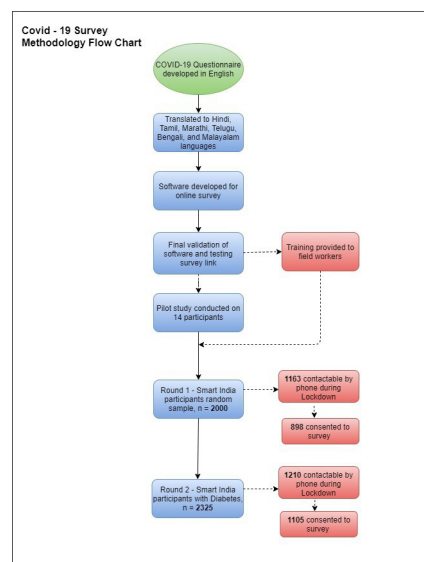 Covid - 19 Survey
Methodology Flow Chart
COVID-19 Questionnaire
developed in English
Translated to Hindi,
Tamil, Marathi, Telugu,
Bengali, and Malayalam
languages
Software developed for
online survey
Final validation of
software and testing
survey link
Training provided to
field workers
Pilot study conducted on
14 participants
Round 1 - Smart India
participants random
sample, n = 2000
1163 contactable by
phone during
Lockdown
898 consented to
survey
Round 2 - Smart India
participants with Diabetes,
n = 2325
1210 contactable by
phone during
Lockdown
1105 consented to
survey